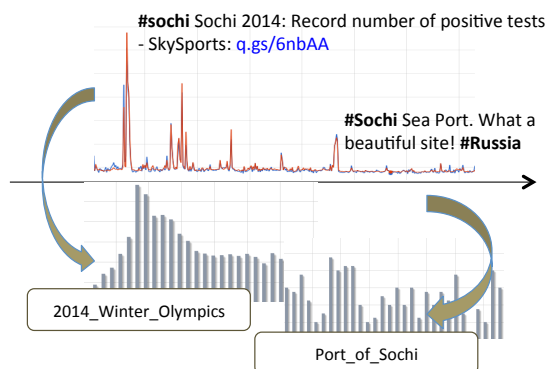 #sochi Sochi 2014: Record number of positive tests
- SkySports: q.gs/6nbAA
#Sochi Sea Port. What a
beautiful site! #Russia
2014_Winter_Olympics
Port_of_Sochi